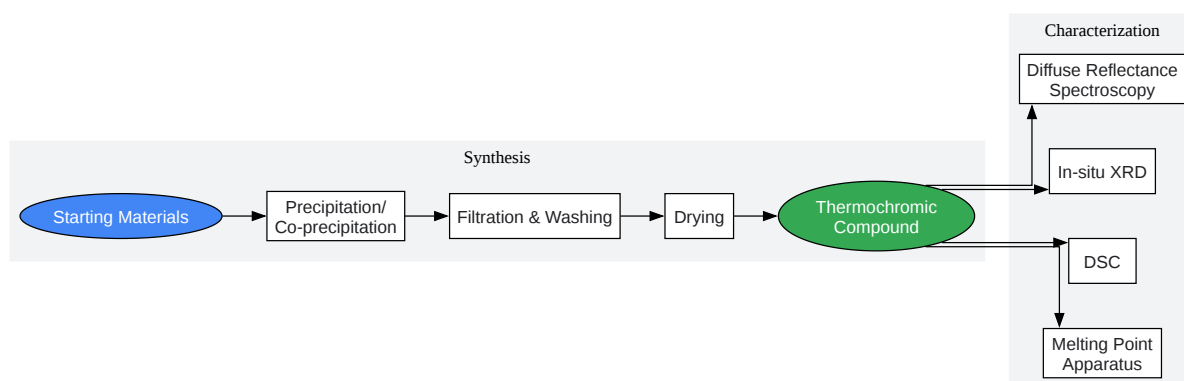 Characterization
Diffuse Reflectance
Spectroscopy
Synthesis
In-situ XRD
Starting Materials
Precipitation/
Co-precipitation
Filtration & Washing
Drying
Thermochromic
Compound
DSC
Melting Point
Apparatus